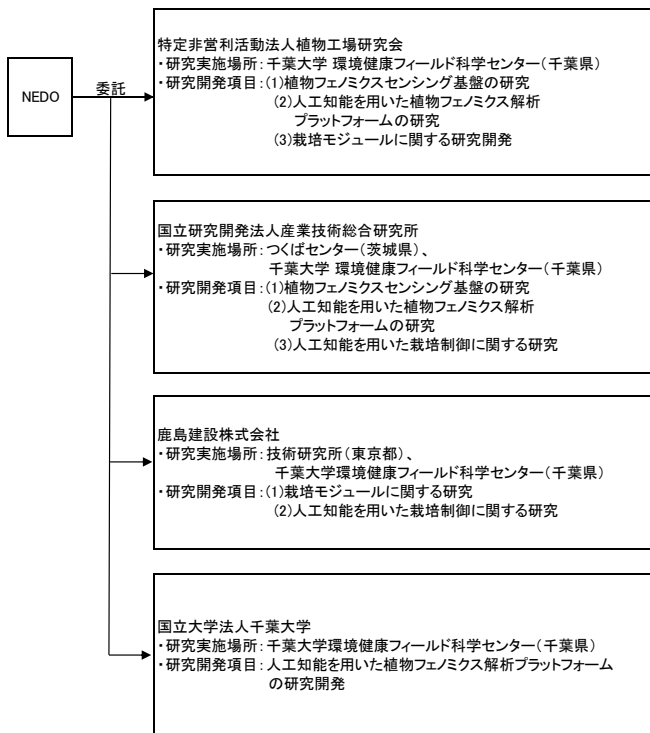 NEDO
委託
特定非営利活動法人植物工場研究会
・研究実施場所：千葉大学 環境健康フィールド科学センター（千葉県）
・研究開発項目：(1)植物フェノミクスセンシング基盤の研究
(2)人工知能を用いた植物フェノミクス解析
プラットフォームの研究
(3)栽培モジュールに関する研究開発
国立研究開発法人産業技術総合研究所
・研究実施場所：つくばセンター（茨城県）、
千葉大学 環境健康フィールド科学センター（千葉県）
・研究開発項目：(1)植物フェノミクスセンシング基盤の研究
(2)人工知能を用いた植物フェノミクス解析
プラットフォームの研究
(3)人工知能を用いた栽培制御に関する研究
鹿島建設株式会社
・研究実施場所：技術研究所（東京都）、
千葉大学環境健康フィールド科学センター（千葉県）
・研究開発項目：(1)栽培モジュールに関する研究
(2)人工知能を用いた栽培制御に関する研究
国立大学法人千葉大学
・研究実施場所：千葉大学環境健康フィールド科学センター（千葉県）
・研究開発項目：人工知能を用いた植物フェノミクス解析プラットフォーム
の研究開発